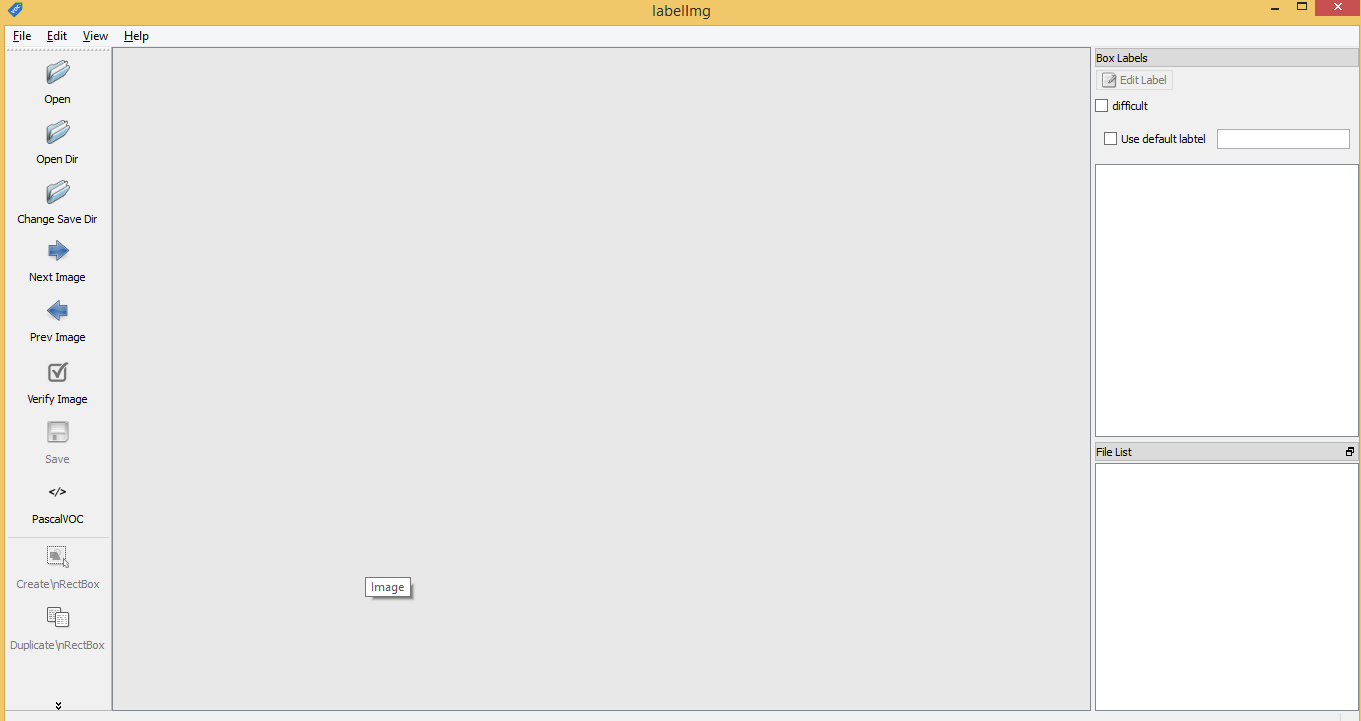 labelImg
File Edit View Help
Open
Open Dir
Change Save Dir
Next Image
Prev Image
Verify Image
Save
</>
PascalVOC
Create\nRectBox
Duplicate\nRectBox
Image
Box Labels
Edit Label
difficult
Use default labtel
File List